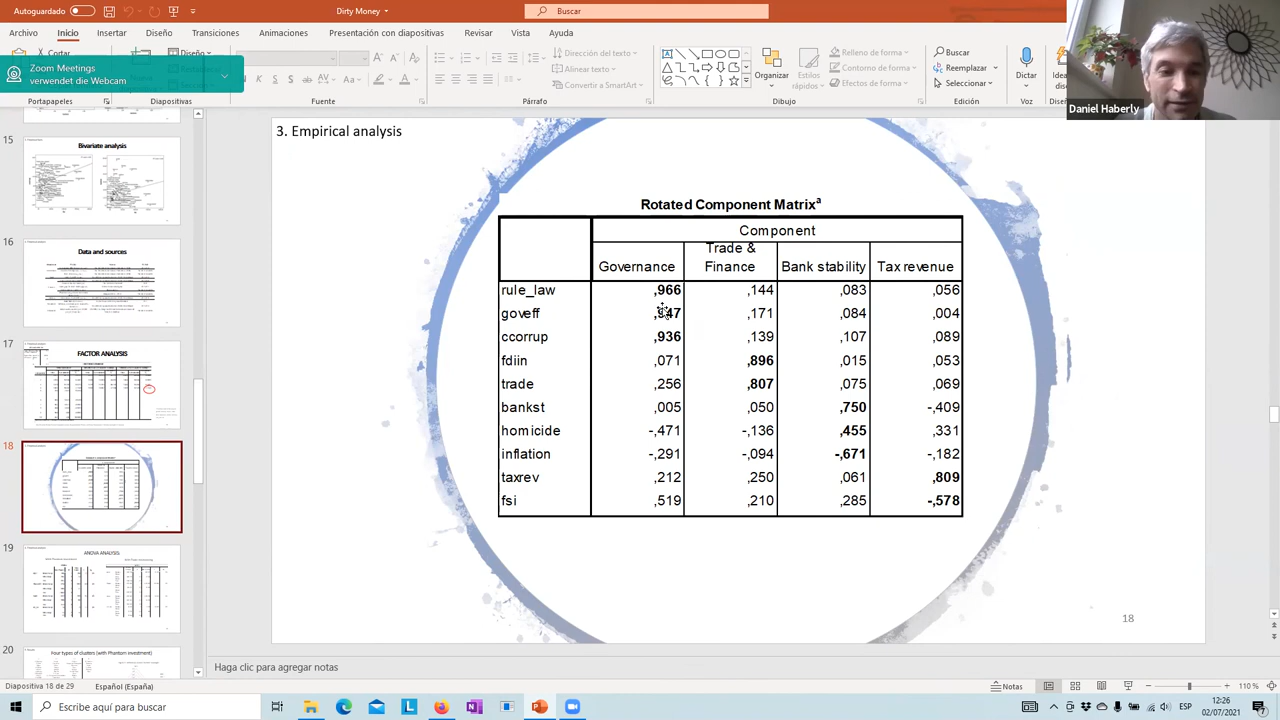 Autoguardado
Dirty Money
Buscar
Archivo Inicio Insertar Diseño Transiciones Animaciones Presentación con diapositivas Revisar Vista Ayuda
Cortar
Diseño
Dirección del texto
Alinear texto
Convertir a SmartArt
Organizar
Estilos
rápidos
Relleno de forma
Contorno de forma
Efectos de forma
Buscar
Reemplazar
Seleccionar
Dictar
Portapapeles Diapositivas Fuente Párrafo Dibujo Edición Voz
Zoom Meetings
verwendet die Webcam
Daniel Haberly
15
Bivariate analysis
16
Data and sources
17
FACTOR ANALYSIS
18
19
ANOVA ANALYSIS
20
Four types of clusters (with Phantom investment)
3. Empirical analysis
Rotated Component Matrixa
Component
Governance Trade & Finance Bank stability Tax revenue
,966 ,144 ,083 ,056
goveff ,171 ,084 ,004
ccorrup ,936 ,139 ,107 ,089
fdiin ,071 ,896 ,015 ,053
trade ,256 ,807 ,075 ,069
bankst ,005 ,050 ,750 -,409
homicide -,471 -,136 ,455 ,331
inflation -,291 -,094 -,671 -,182
taxrev ,212 ,250 ,061 ,809
fsi ,519 ,210 ,285 -,578
18
Haga clic para agregar notas
Diapositiva 18 de 29 Español (España) Notas 110 %
Escribe aquí para buscar
ESP
12:26
02/07/2021